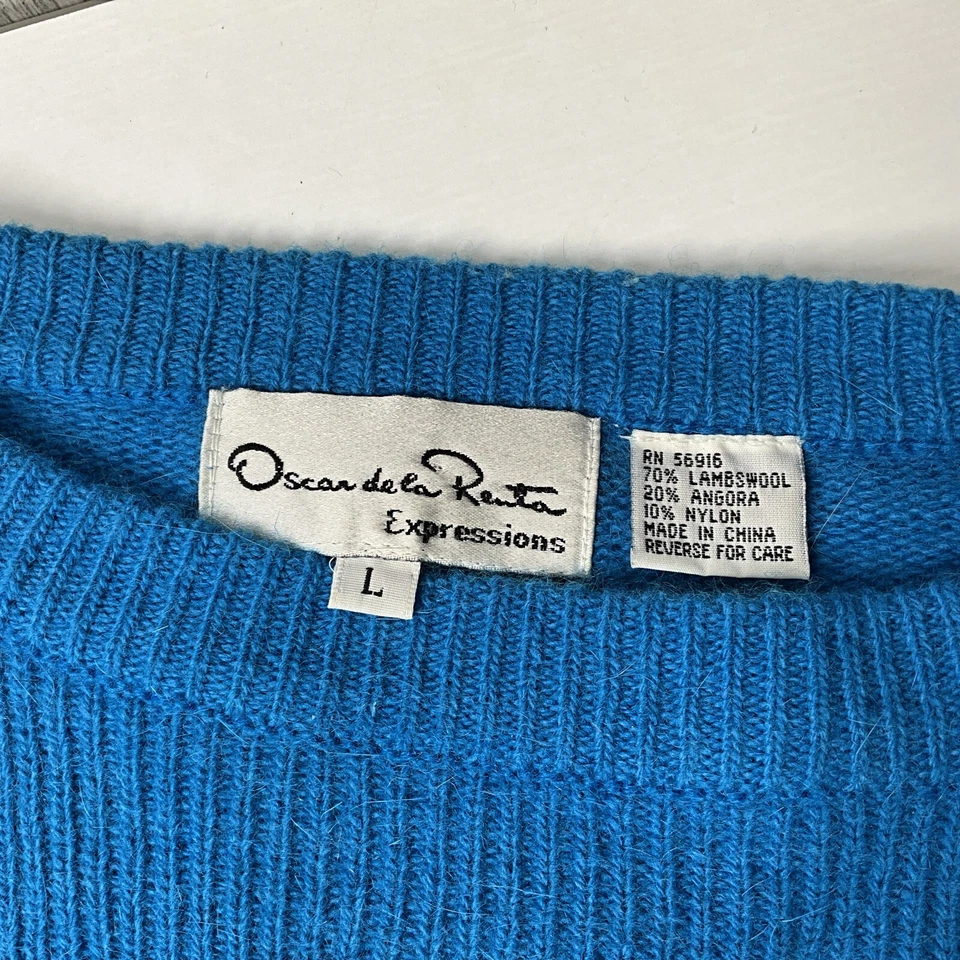 Oscar de la Renta
Expressions
L
RN 56916
70% LAMBSWOOL
20% ANGORA
10% NYLON
MADE IN CHINA
REVERSE FOR CARE